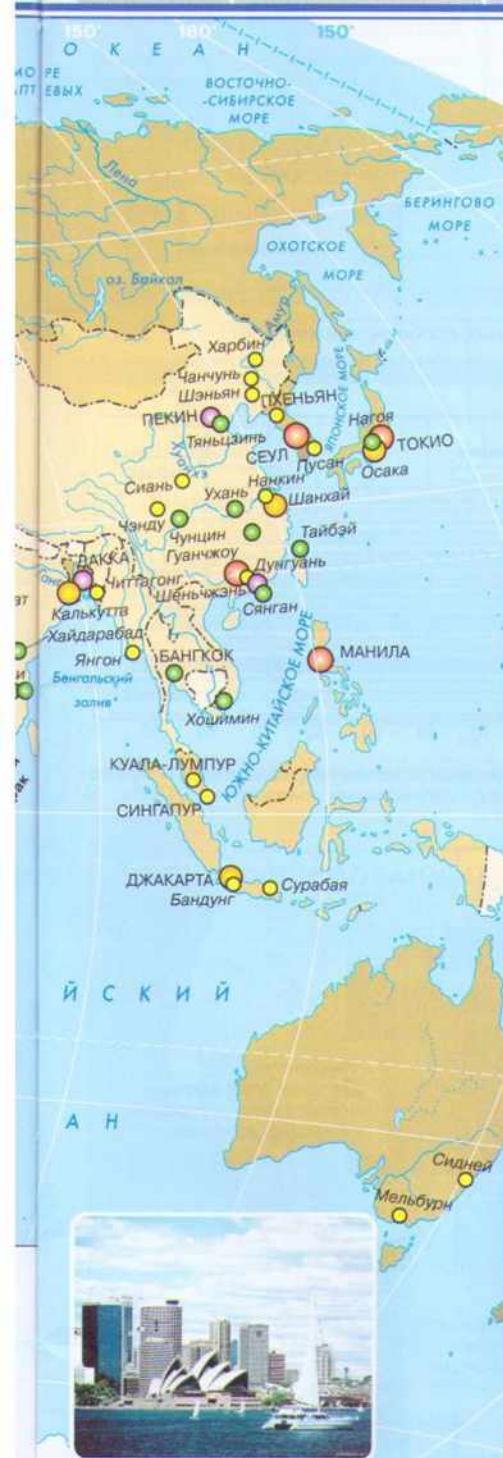 150°
180°
150°
О К Е А Н
МОРЕ
ВОСТОЧНО-
-СИБИРСКОЕ
МОРЕ
Лена
БЕРИНГОВО
МОРЕ
ОХОТСКОЕ
МОРЕ
оз. Байкал
Амур
Харбин
Чанчунь
Шэньян
ПХЕНЬЯН
ПЕКИН
Тяньцзинь
СЕУЛ
Пусан
ЯПОНСКОЕ МОРЕ
Нагоя
ТОКИО
Осака
Хуанхэ
Сиань
Нанкин
Ухань
Шанхай
Чэнду
Чунцин
Гуанчжоу
Тайбэй
ДАККА
Читтагонг
Дунгуань
Шэньчжэнь
Сянган
Калькутта
Хайдарабад
Янгон
БАНГКОК
МАНИЛА
Бенгальский
залив
Хошимин
ЮЖНО-КИТАЙСКОЕ МОРЕ
КУАЛА-ЛУМПУР
СИНГАПУР
ДЖАКАРТА
Бандунг
Сурабая
Й С К И Й
А Н
Сидней
Мельбурн